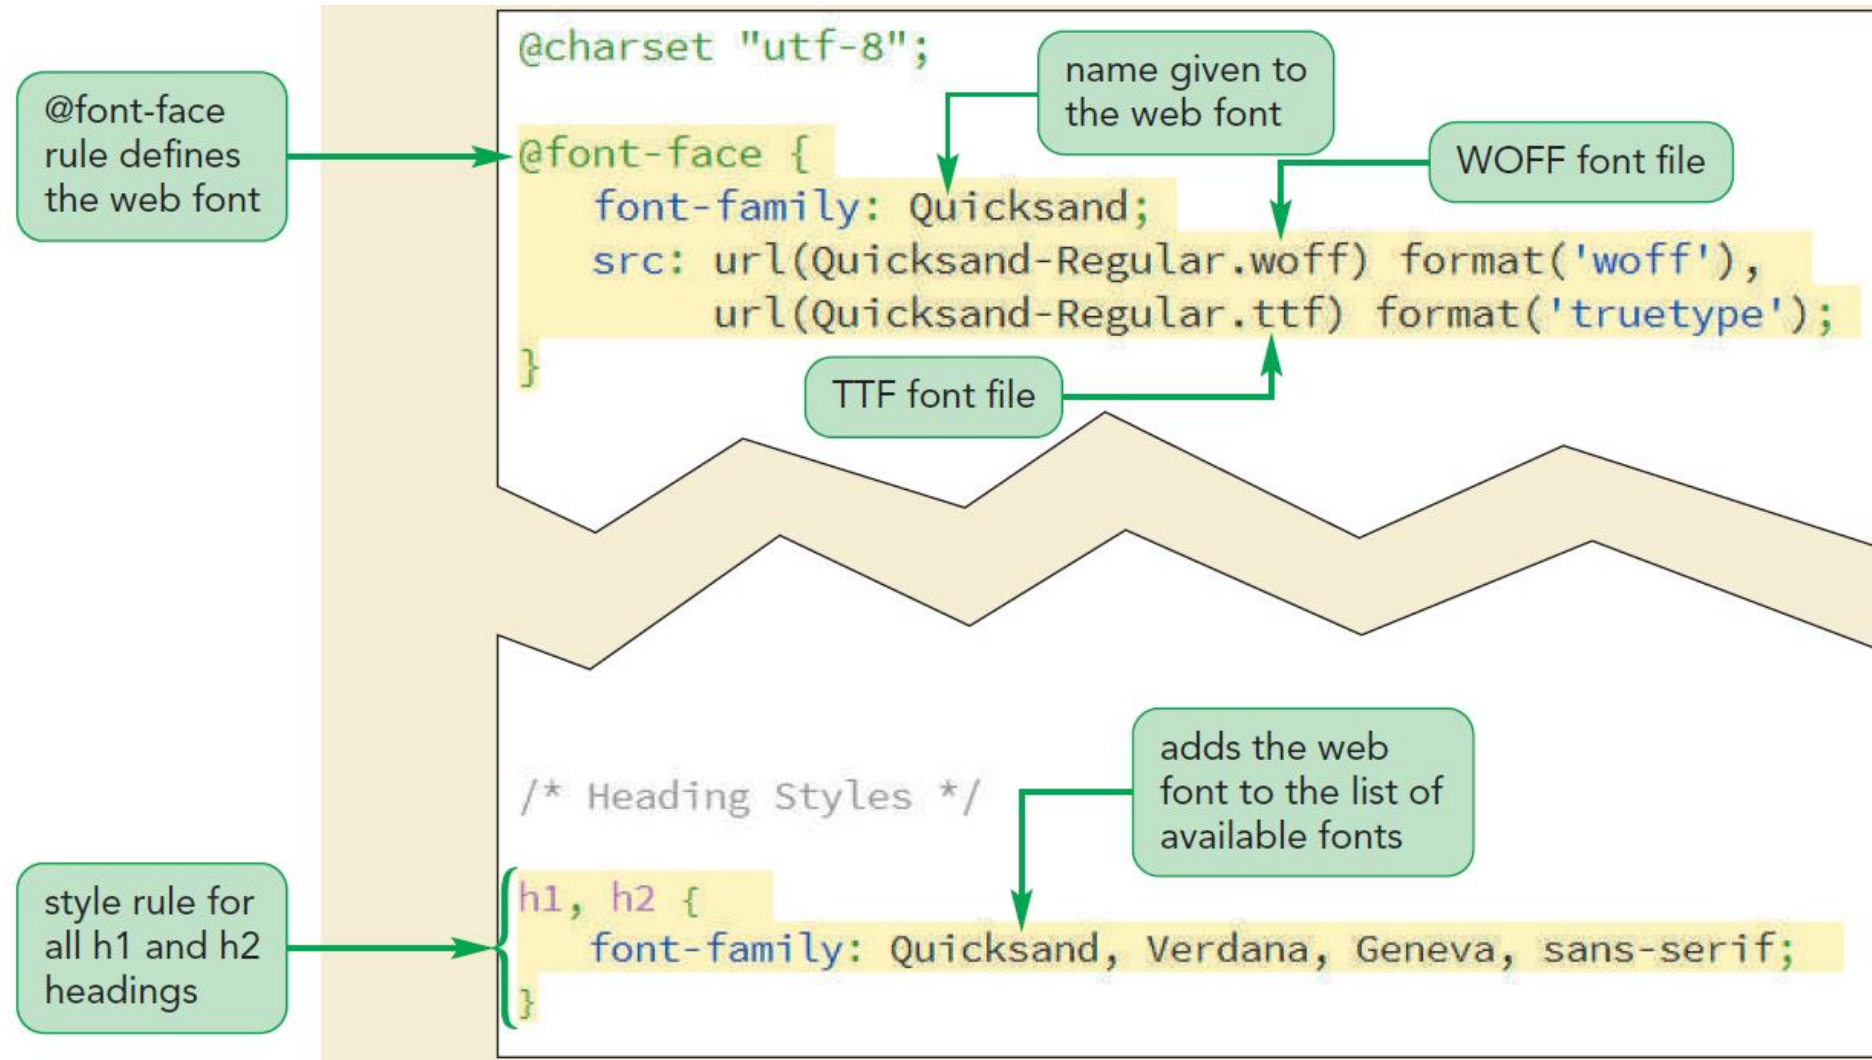 @charset "utf-8";
name given to
the web font
@font-face
rule defines
the web font
@font-face {
WOFF font file
font-family: Quicksand;
src: url(Quicksand-Regular.woff) format('woff'),
url(Quicksand-Regular.ttf) format('truetype');
}
TTF font file
adds the web
font to the list of
available fonts
/* Heading Styles */
style rule for
all h1 and h2
headings
h1, h2 {
font-family: Quicksand, Verdana, Geneva, sans-serif;
}